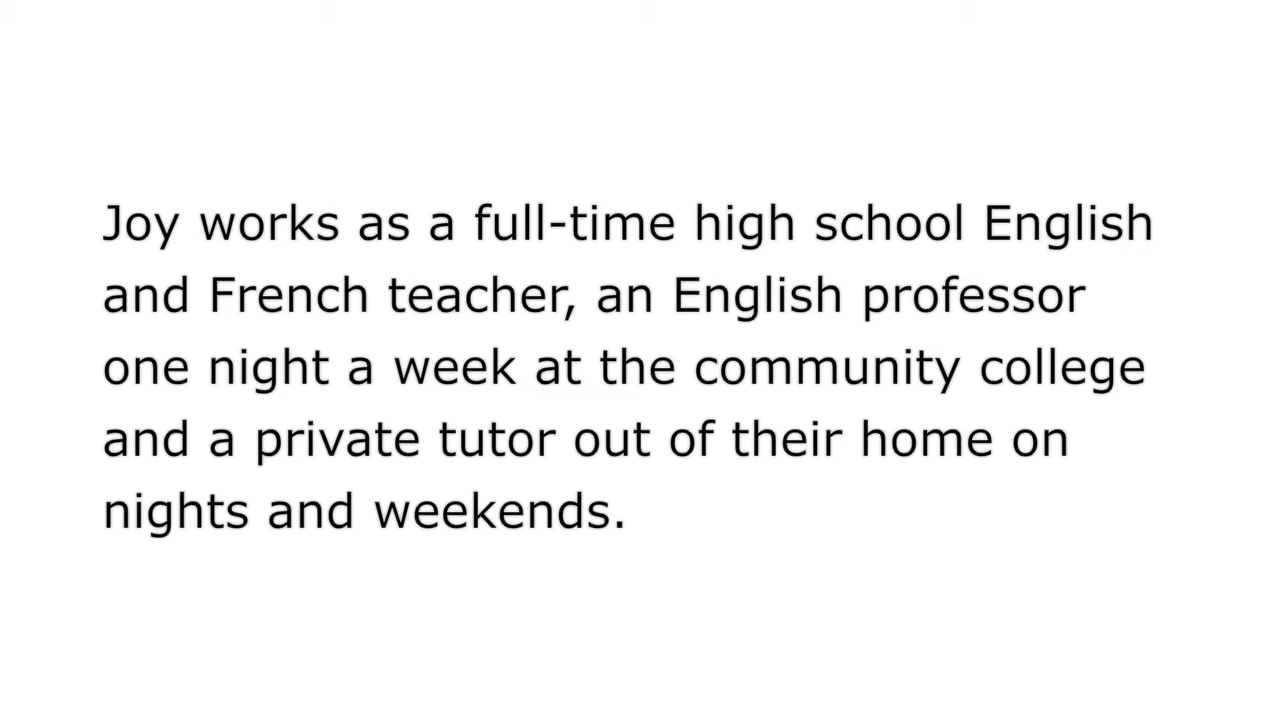 Joy works as a full-time high school English
and French teacher, an English professor
one night a week at the community college
and a private tutor out of their home on
nights and weekends.